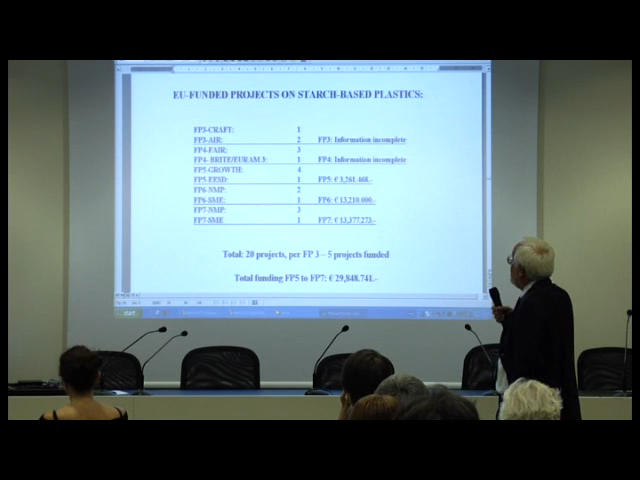 EU-FUNDED PROJECTS ON STARCH-BASED PLASTICS:
FP3-CRAFT: 1
FP3-AIR: 2 FP3: Information incomplete
FP4-FAIR: 3
FP4- BRITE/EURAM 3: 1 FP4: Information incomplete
FP5-GROWTH: 4
FP5-EESD: 1 FP5: € 3,261.468.-
FP6-NMP: 2
FP6-SME: 1 FP6: € 13,210.000.-
FP7-NMP: 3
FP7-SME 1 FP7: € 13,377.273.-
Total: 20 projects, per FP 3 – 5 projects funded
Total funding FP5 to FP7: € 29,848.741.-
start